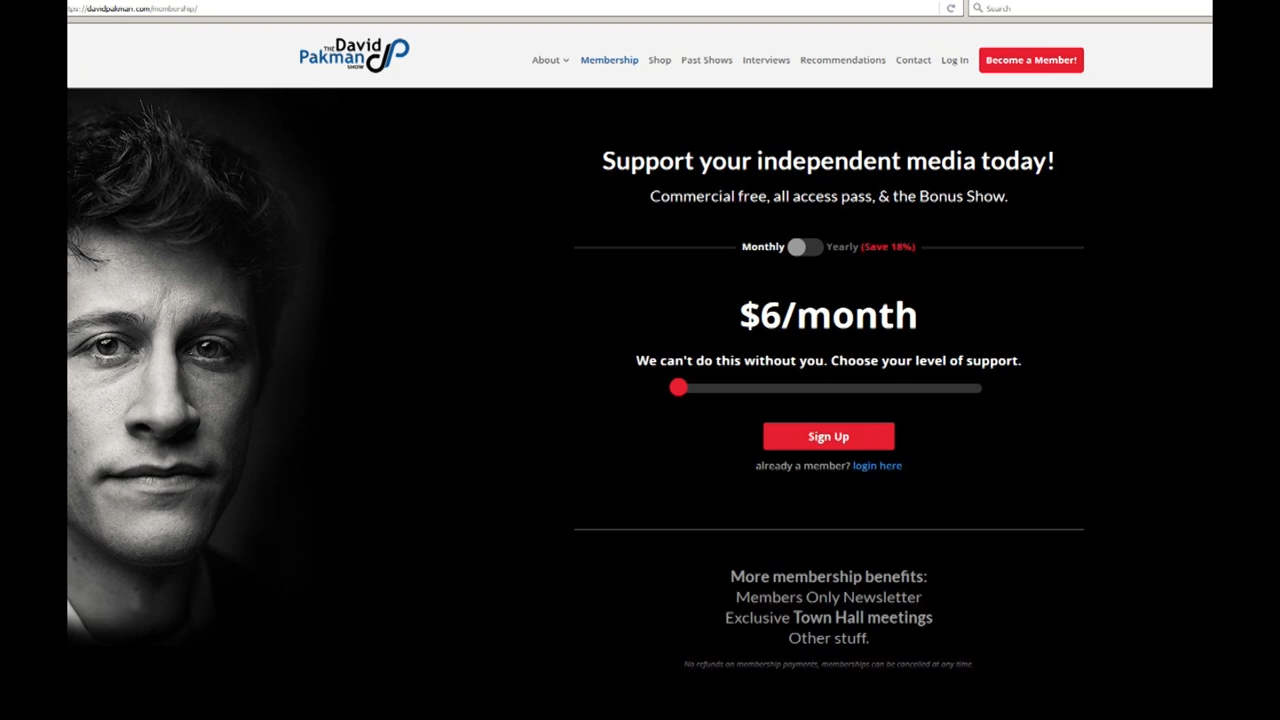 tps://davidpakman.com/membership/
Search
THE David
Pakman
SHOW
About Membership Shop Past Shows Interviews Recommendations Contact Log In Become a Member!
Support your independent media today!
Commercial free, all access pass, & the Bonus Show.
Monthly Yearly (Save 18%)
$6/month
We can't do this without you. Choose your level of support.
Sign Up
already a member? login here
More membership benefits:
Members Only Newsletter
Exclusive Town Hall meetings
Other stuff.
No refunds on membership payments, memberships can be cancelled at any time.